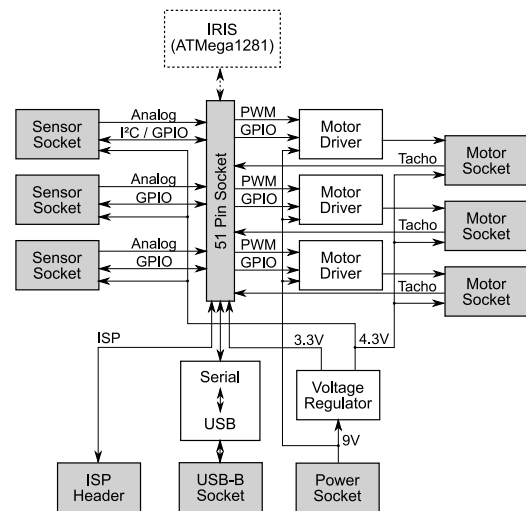 IRIS
(ATMega1281)
Sensor
Socket
Analog
I²C / GPIO
51 Pin Socket
PWM
GPIO
Motor
Driver
Tacho
Motor
Socket
Sensor
Socket
Analog
GPIO
PWM
GPIO
Motor
Driver
Tacho
Motor
Socket
Sensor
Socket
Analog
GPIO
PWM
GPIO
Motor
Driver
Tacho
Motor
Socket
ISP
3.3V
4.3V
Serial
USB
Voltage
Regulator
9V
ISP
Header
USB-B
Socket
Power
Socket